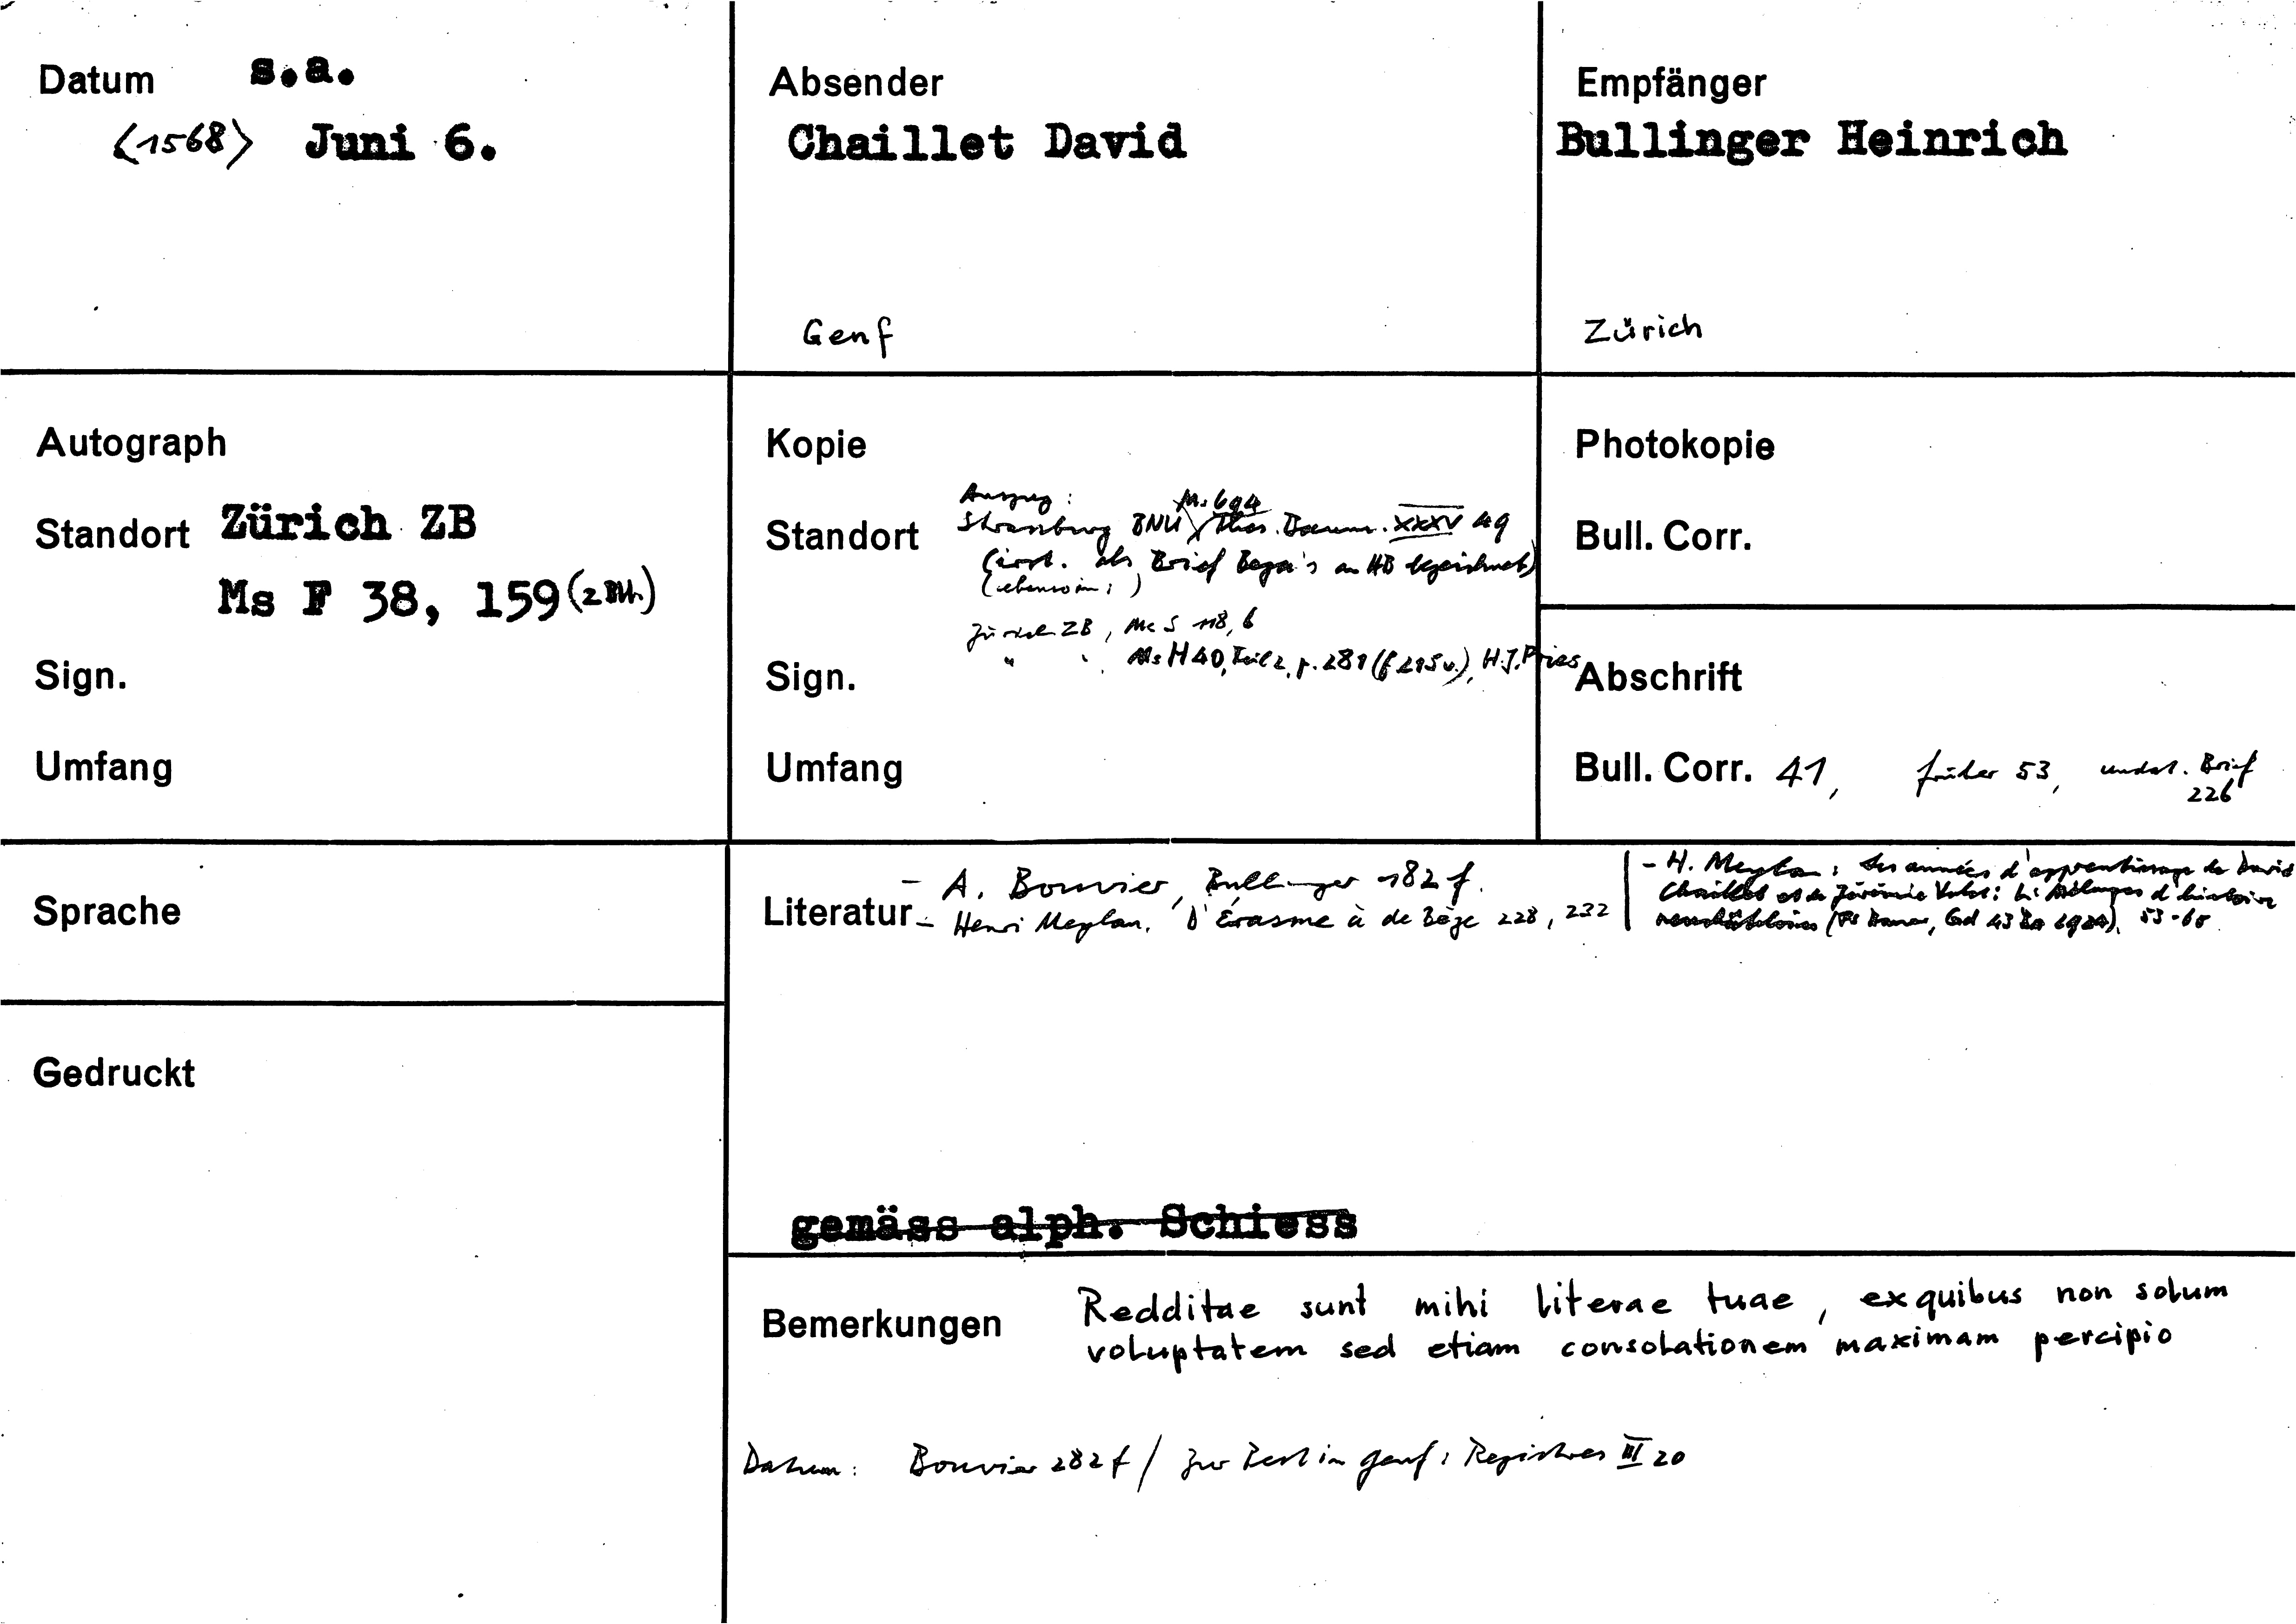 Datum s.a.
<1568> Juni 6.
Absender
Chaillet David
Genf
Empfänger
Bullinger Heinrich
Zürich
Autograph
Standort Zürich ZB
Ms F 38, 159 (2 Bll.)
Sign.
Umfang
Kopie
Auszug:
Standort Strassburg BNU Ms 694 Thes. Baum. XXXV 49
(irrt. als Brief Beza's an HB bezeichnet)
(ebenso in:)
Zürich ZB, Ms S 118, 6
" " Ms H 40, Teil 2, p. 281 (f 215v.), H.J. Fries
Sign.
Umfang
Photokopie
Bull. Corr.
Abschrift
Bull. Corr. 41, früher 53, undat. Brief
226
Sprache
Gedruckt
Literatur - A. Bouvier, Bullinger 182 f.
- Henri Meylan, D'Érasme à de Bèze 228, 232
- H. Meylan: Les années d'apprentissage de David
Chaillet et de Jérémie Valet: In: Mélanges d'histoire
53-65
gemäss alph. Schiess
Bemerkungen Redditae sunt mihi literae tuae, ex quibus non solum
voluptatem sed etiam consolationem maximam percipio
Datum: Bouvier 282 f / Zur Pest in Genf: Registres III 20